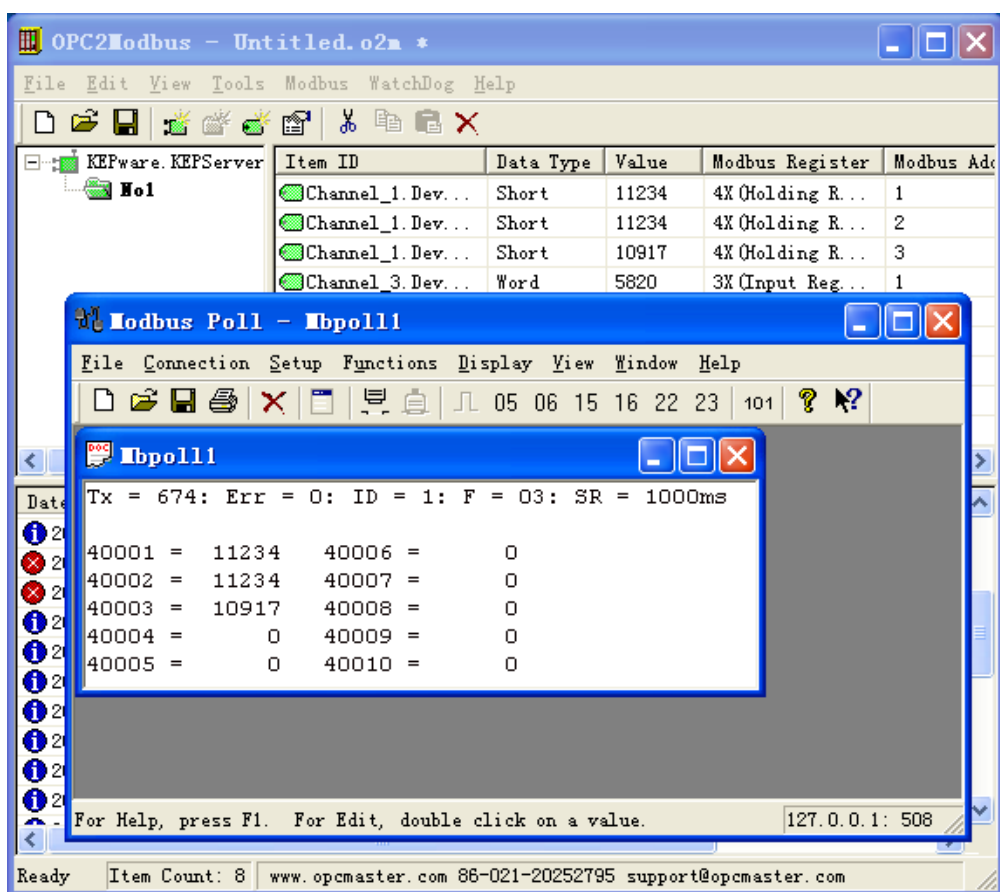 OPC2Modbus - Untitled.o2m *
File Edit View Tools Modbus WatchDog Help
KEPware.KEPServer
No1
Item ID Data Type Value Modbus Register Modbus Add
Channel_1.Dev... Short 11234 4X(Holding R... 1
Channel_1.Dev... Short 11234 4X(Holding R... 2
Channel_1.Dev... Short 10917 4X(Holding R... 3
Channel_3.Dev... Word 5820 3X(Input Reg... 1
Modbus Poll - Mbpoll1
File Connection Setup Functions Display View Window Help
05 06 15 16 22 23 101
Mbpoll1
Tx = 674: Err = 0: ID = 1: F = 03: SR = 1000ms
40001 = 11234 40006 = 0
40002 = 11234 40007 = 0
40003 = 10917 40008 = 0
40004 = 0 40009 = 0
40005 = 0 40010 = 0
Date
For Help, press F1. For Edit, double click on a value. 127.0.0.1: 508
Ready Item Count: 8 www.opcmaster.com 86-021-20252795 support@opcmaster.com